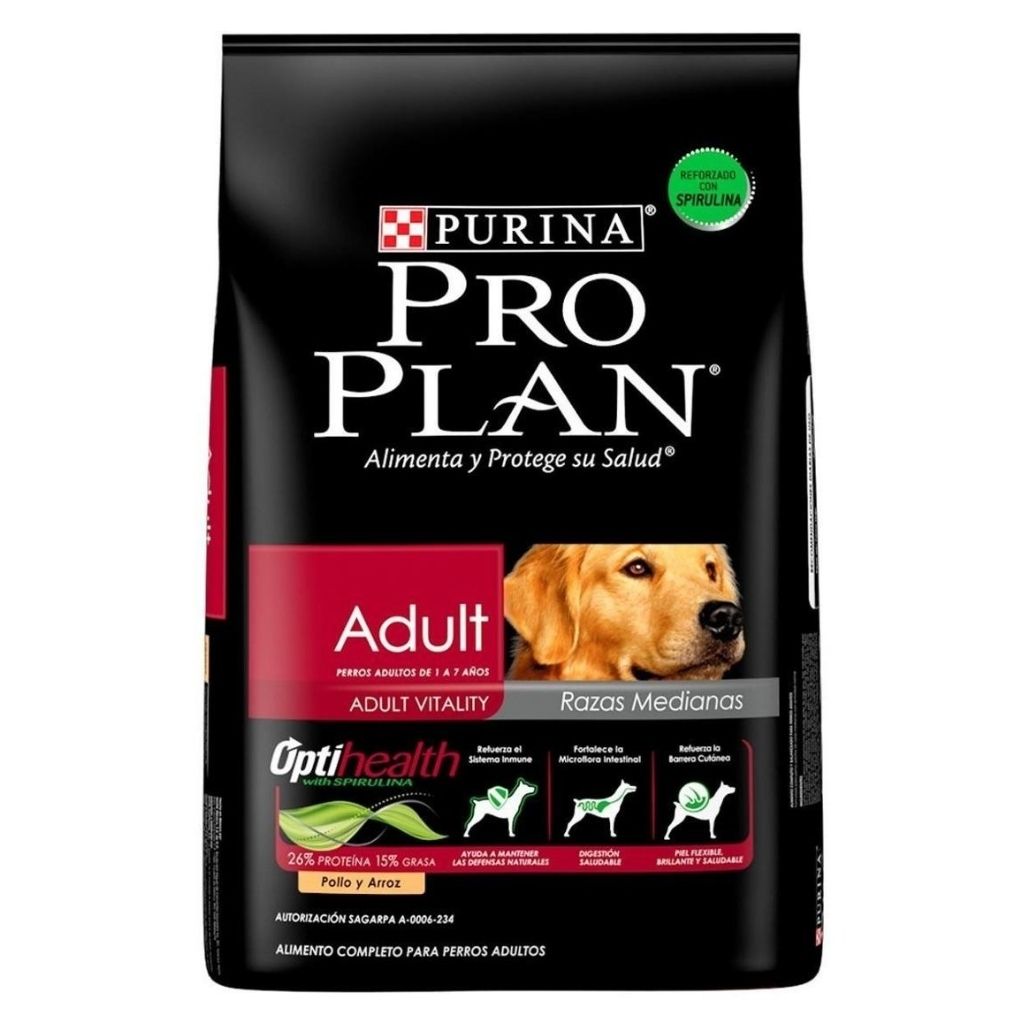 REFORZADO
CON
SPIRULINA
PURINA®
PRO
PLAN®
Alimenta y Protege su Salud®
Adult
PERROS ADULTOS DE 1 A 7 AÑOS
ADULT VITALITY
Razas Medianas
Optihealth
with SPIRULINA
Refuerza el
Sistema Inmune
Fortalece la
Microflora Intestinal
Refuerza la
Barrera Cutánea
26% PROTEÍNA 15% GRASA
AYUDA A MANTENER
LAS DEFENSAS NATURALES
DIGESTIÓN
SALUDABLE
PIEL FLEXIBLE,
BRILLANTE Y SALUDABLE
Pollo y Arroz
AUTORIZACIÓN SAGARPA A-0006-234
ALIMENTO COMPLETO PARA PERROS ADULTOS
PURINA